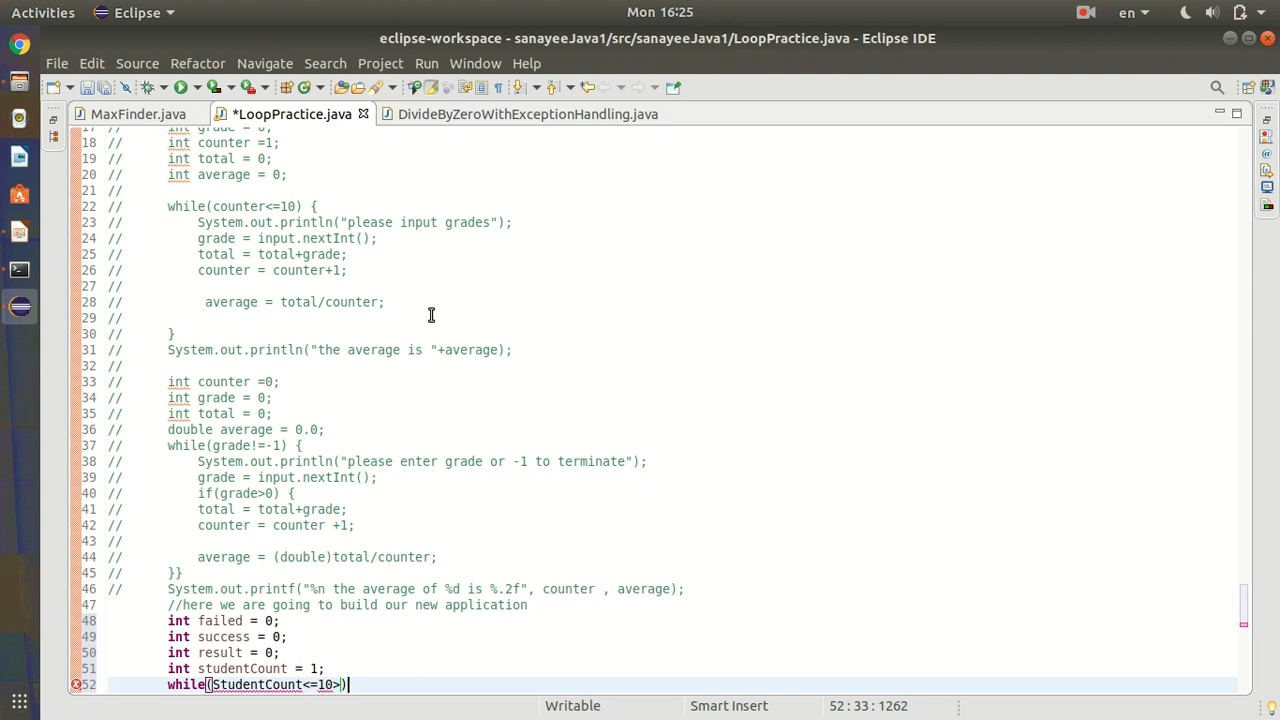 Activities Eclipse Mon 16:25 en
eclipse-workspace - sanayeeJava1/src/sanayeeJava1/LoopPractice.java - Eclipse IDE
File Edit Source Refactor Navigate Search Project Run Window Help
MaxFinder.java *LoopPractice.java DivideByZeroWithExceptionHandling.java
17 // int grade = 0;
18 // int counter =1;
19 // int total = 0;
20 // int average = 0;
21 //
22 // while(counter<=10) {
23 // System.out.println("please input grades");
24 // grade = input.nextInt();
25 // total = total+grade;
26 // counter = counter+1;
27 //
28 // average = total/counter;
29 //
30 // }
31 // System.out.println("the average is "+average);
32 //
33 // int counter =0;
34 // int grade = 0;
35 // int total = 0;
36 // double average = 0.0;
37 // while(grade!=-1) {
38 // System.out.println("please enter grade or -1 to terminate");
39 // grade = input.nextInt();
40 // if(grade>0) {
41 // total = total+grade;
42 // counter = counter +1;
43 //
44 // average = (double)total/counter;
45 // }}
46 // System.out.printf("%n the average of %d is %.2f", counter , average);
47 //here we are going to build our new application
48 int failed = 0;
49 int success = 0;
50 int result = 0;
51 int studentCount = 1;
52 while(StudentCount<=10>)
Writable Smart Insert 52 : 33 : 1262